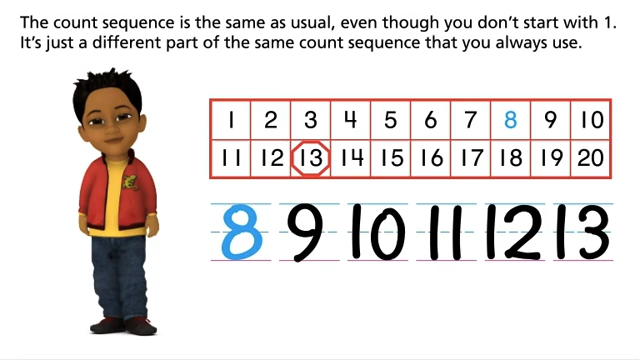 The count sequence is the same as usual, even though you don't start with 1.
It's just a different part of the same count sequence that you always use.
1 2 3 4 5 6 7 8 9 10
11 12 13 14 15 16 17 18 19 20
8 9 10 11 12 13